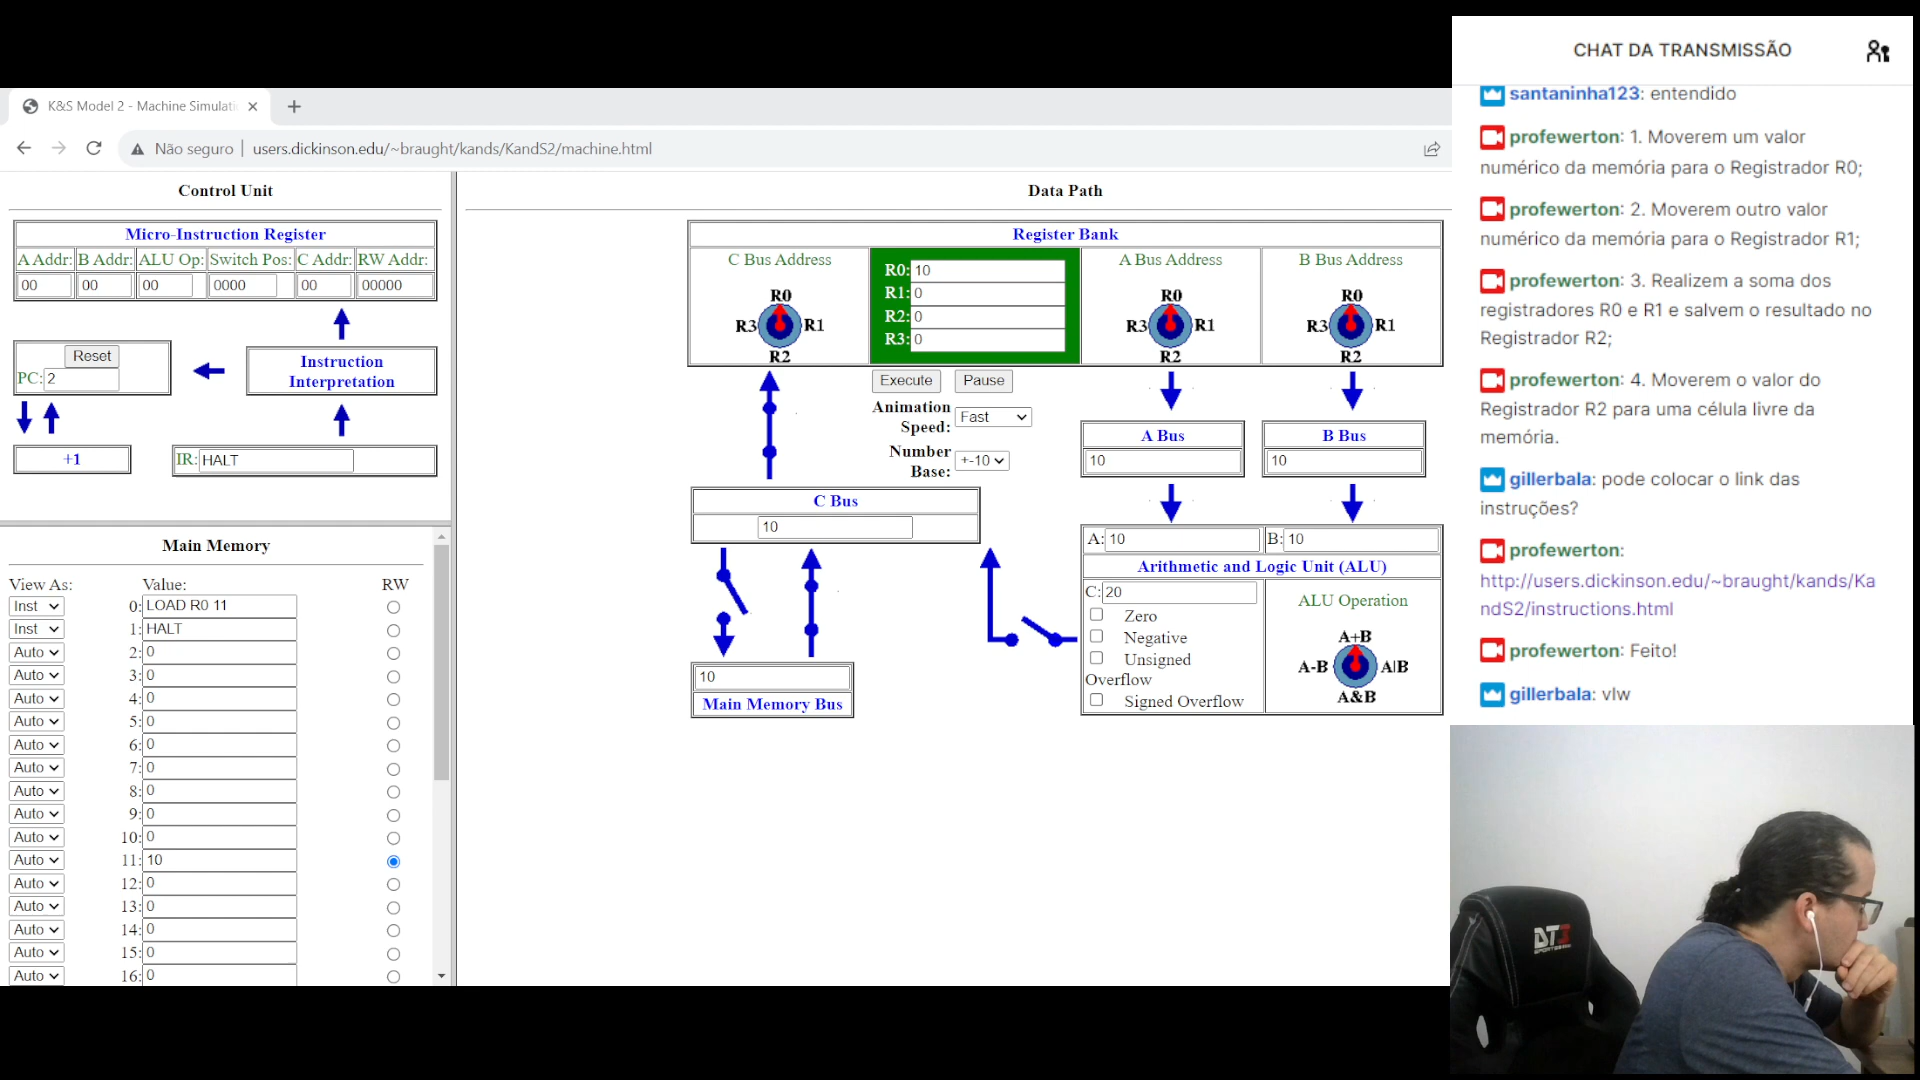 K&S Model 2 - Machine Simulati
Não seguro
users.dickinson.edu/~braught/kands/KandS2/machine.html
Control Unit
Micro-Instruction Register
A Addr: B Addr: ALU Op: Switch Pos: C Addr: RW Addr:
00 00 00 0000 00 00000
Reset
PC: 2
Instruction
Interpretation
+1
IR: HALT
Main Memory
View As: Value: RW
Inst 0: LOAD R0 11
Inst 1: HALT
Auto 2: 0
Auto 3: 0
Auto 4: 0
Auto 5: 0
Auto 6: 0
Auto 7: 0
Auto 8: 0
Auto 9: 0
Auto 10: 0
Auto 11: 10
Auto 12: 0
Auto 13: 0
Auto 14: 0
Auto 15: 0
Auto 16: 0
Data Path
Register Bank
C Bus Address
R0
R3 R1
R2
R0: 10
R1: 0
R2: 0
R3: 0
A Bus Address
R0
R3 R1
R2
B Bus Address
R0
R3 R1
R2
Execute Pause
Animation
Speed: Fast
Number
Base: +-10
A Bus
10
B Bus
10
C Bus
10
10
Main Memory Bus
A: 10 B: 10
Arithmetic and Logic Unit (ALU)
C: 20
Zero
Negative
Unsigned
Overflow
Signed Overflow
ALU Operation
A+B
A-B A|B
A&B
CHAT DA TRANSMISSÃO
santaninha123: entendido
profewerton: 1. Moverem um valor
numérico da memória para o Registrador R0;
profewerton: 2. Moverem outro valor
numérico da memória para o Registrador R1;
profewerton: 3. Realizem a soma dos
registradores R0 e R1 e salvem o resultado no
Registrador R2;
profewerton: 4. Moverem o valor do
Registrador R2 para uma célula livre da
memória.
gillerbala: pode colocar o link das
instruções?
profewerton:
http://users.dickinson.edu/~braught/kands/Ka
ndS2/instructions.html
profewerton: Feito!
gillerbala: vlw
DT3